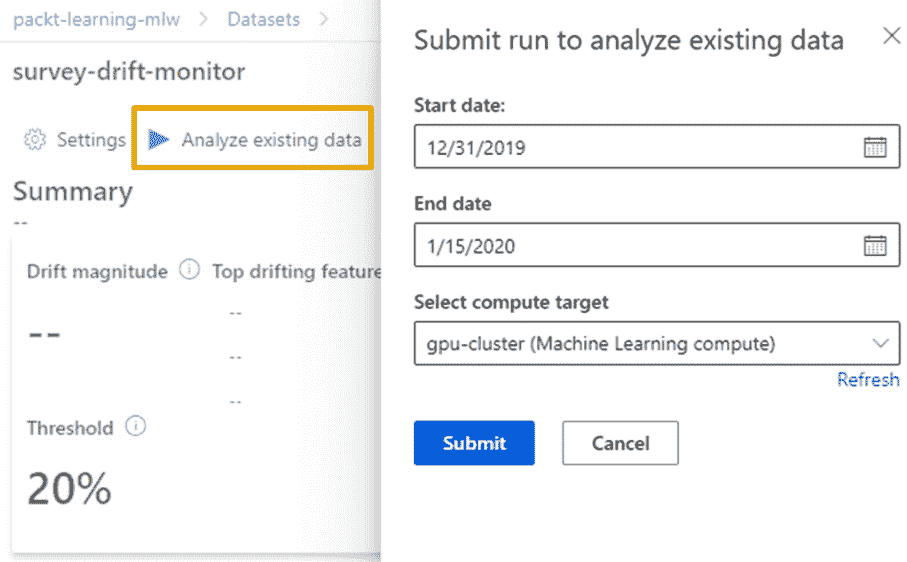 packt-learning-mlw > Datasets >
survey-drift-monitor
Settings Analyze existing data
Summary
--
Drift magnitude Top drifting feature
--
--
--
--
Threshold
20%
Submit run to analyze existing data
Start date:
12/31/2019
End date
1/15/2020
Select compute target
gpu-cluster (Machine Learning compute)
Refresh
Submit Cancel